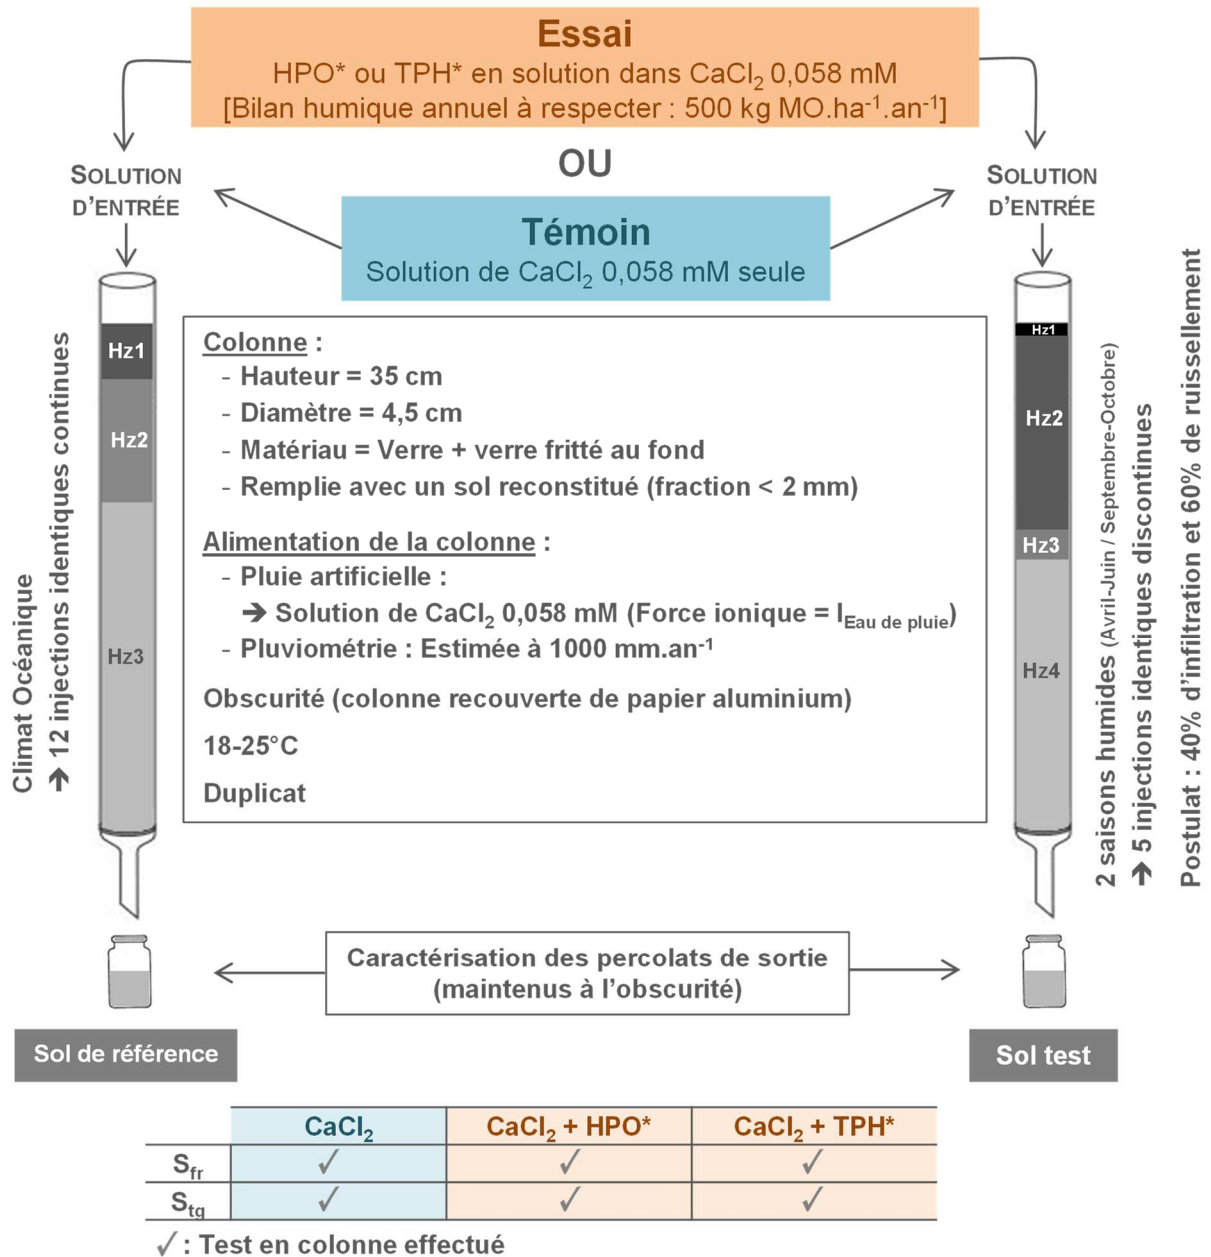 Essai
HPO* ou TPH* en solution dans CaCl₂ 0,058 mM
[Bilan humique annuel à respecter : 500 kg MO.ha⁻¹.an⁻¹]
OU
SOLUTION
D'ENTRÉE
SOLUTION
D'ENTRÉE
Témoin
Solution de CaCl₂ 0,058 mM seule
Climat Océanique
➔ 12 injections identiques continues
Hz1
Hz2
Hz3
Colonne :
- Hauteur = 35 cm
- Diamètre = 4,5 cm
- Matériau = Verre + verre fritté au fond
- Remplie avec un sol reconstitué (fraction < 2 mm)
Alimentation de la colonne :
- Pluie artificielle :
➔ Solution de CaCl₂ 0,058 mM (Force ionique = I Eau de pluie)
- Pluviométrie : Estimée à 1000 mm.an⁻¹
Obscurité (colonne recouverte de papier aluminium)
18-25°C
Duplicat
Hz1
Hz2
Hz3
Hz4
2 saisons humides (Avril-Juin / Septembre-Octobre)
➔ 5 injections identiques discontinues
Postulat : 40% d'infiltration et 60% de ruissellement
Caractérisation des percolats de sortie
(maintenus à l'obscurité)
Sol de référence
Sol test
CaCl₂ CaCl₂ + HPO* CaCl₂ + TPH*
S fr ✓ ✓ ✓
S tg ✓ ✓ ✓
✓ : Test en colonne effectué